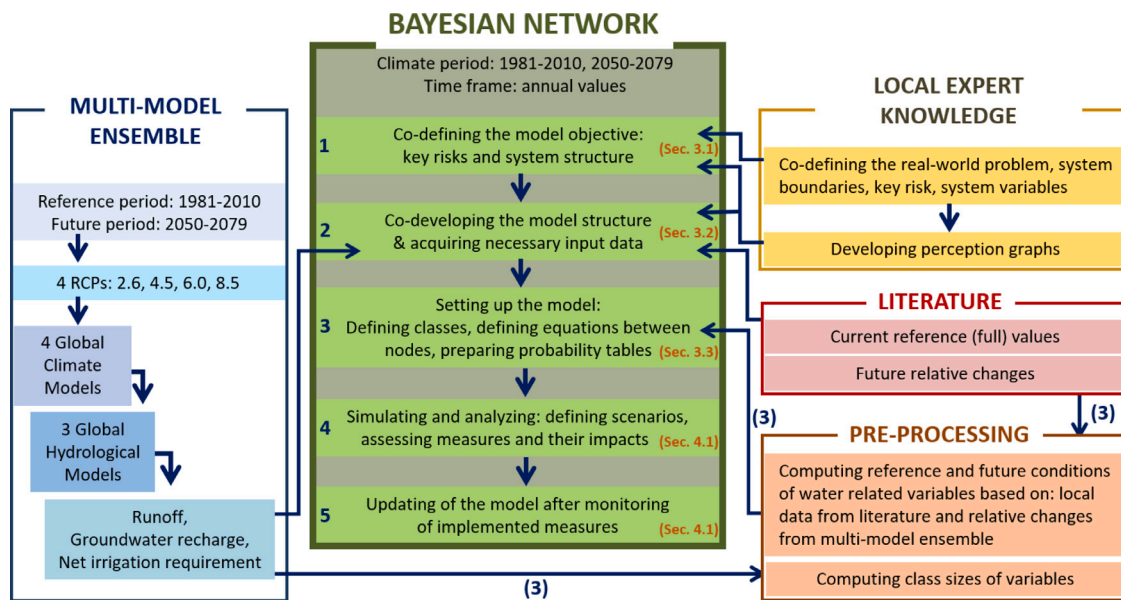 BAYESIAN NETWORK
Climate period: 1981-2010, 2050-2079
Time frame: annual values
1
Co-defining the model objective:
key risks and system structure
(Sec. 3.1)
2
Co-developing the model structure
& acquiring necessary input data
(Sec. 3.2)
3
Setting up the model:
Defining classes, defining equations between
nodes, preparing probability tables
(Sec. 3.3)
4
Simulating and analyzing: defining scenarios,
assessing measures and their impacts
(Sec. 4.1)
5
Updating of the model after monitoring
of implemented measures
(Sec. 4.1)
MULTI-MODEL
ENSEMBLE
Reference period: 1981-2010
Future period: 2050-2079
4 RCPs: 2.6, 4.5, 6.0, 8.5
4 Global
Climate
Models
3 Global
Hydrological
Models
Runoff,
Groundwater recharge,
Net irrigation requirement
(3)
LOCAL EXPERT
KNOWLEDGE
Co-defining the real-world problem, system
boundaries, key risk, system variables
Developing perception graphs
LITERATURE
Current reference (full) values
Future relative changes
(3)
(3)
PRE-PROCESSING
Computing reference and future conditions
of water related variables based on: local
data from literature and relative changes
from multi-model ensemble
Computing class sizes of variables